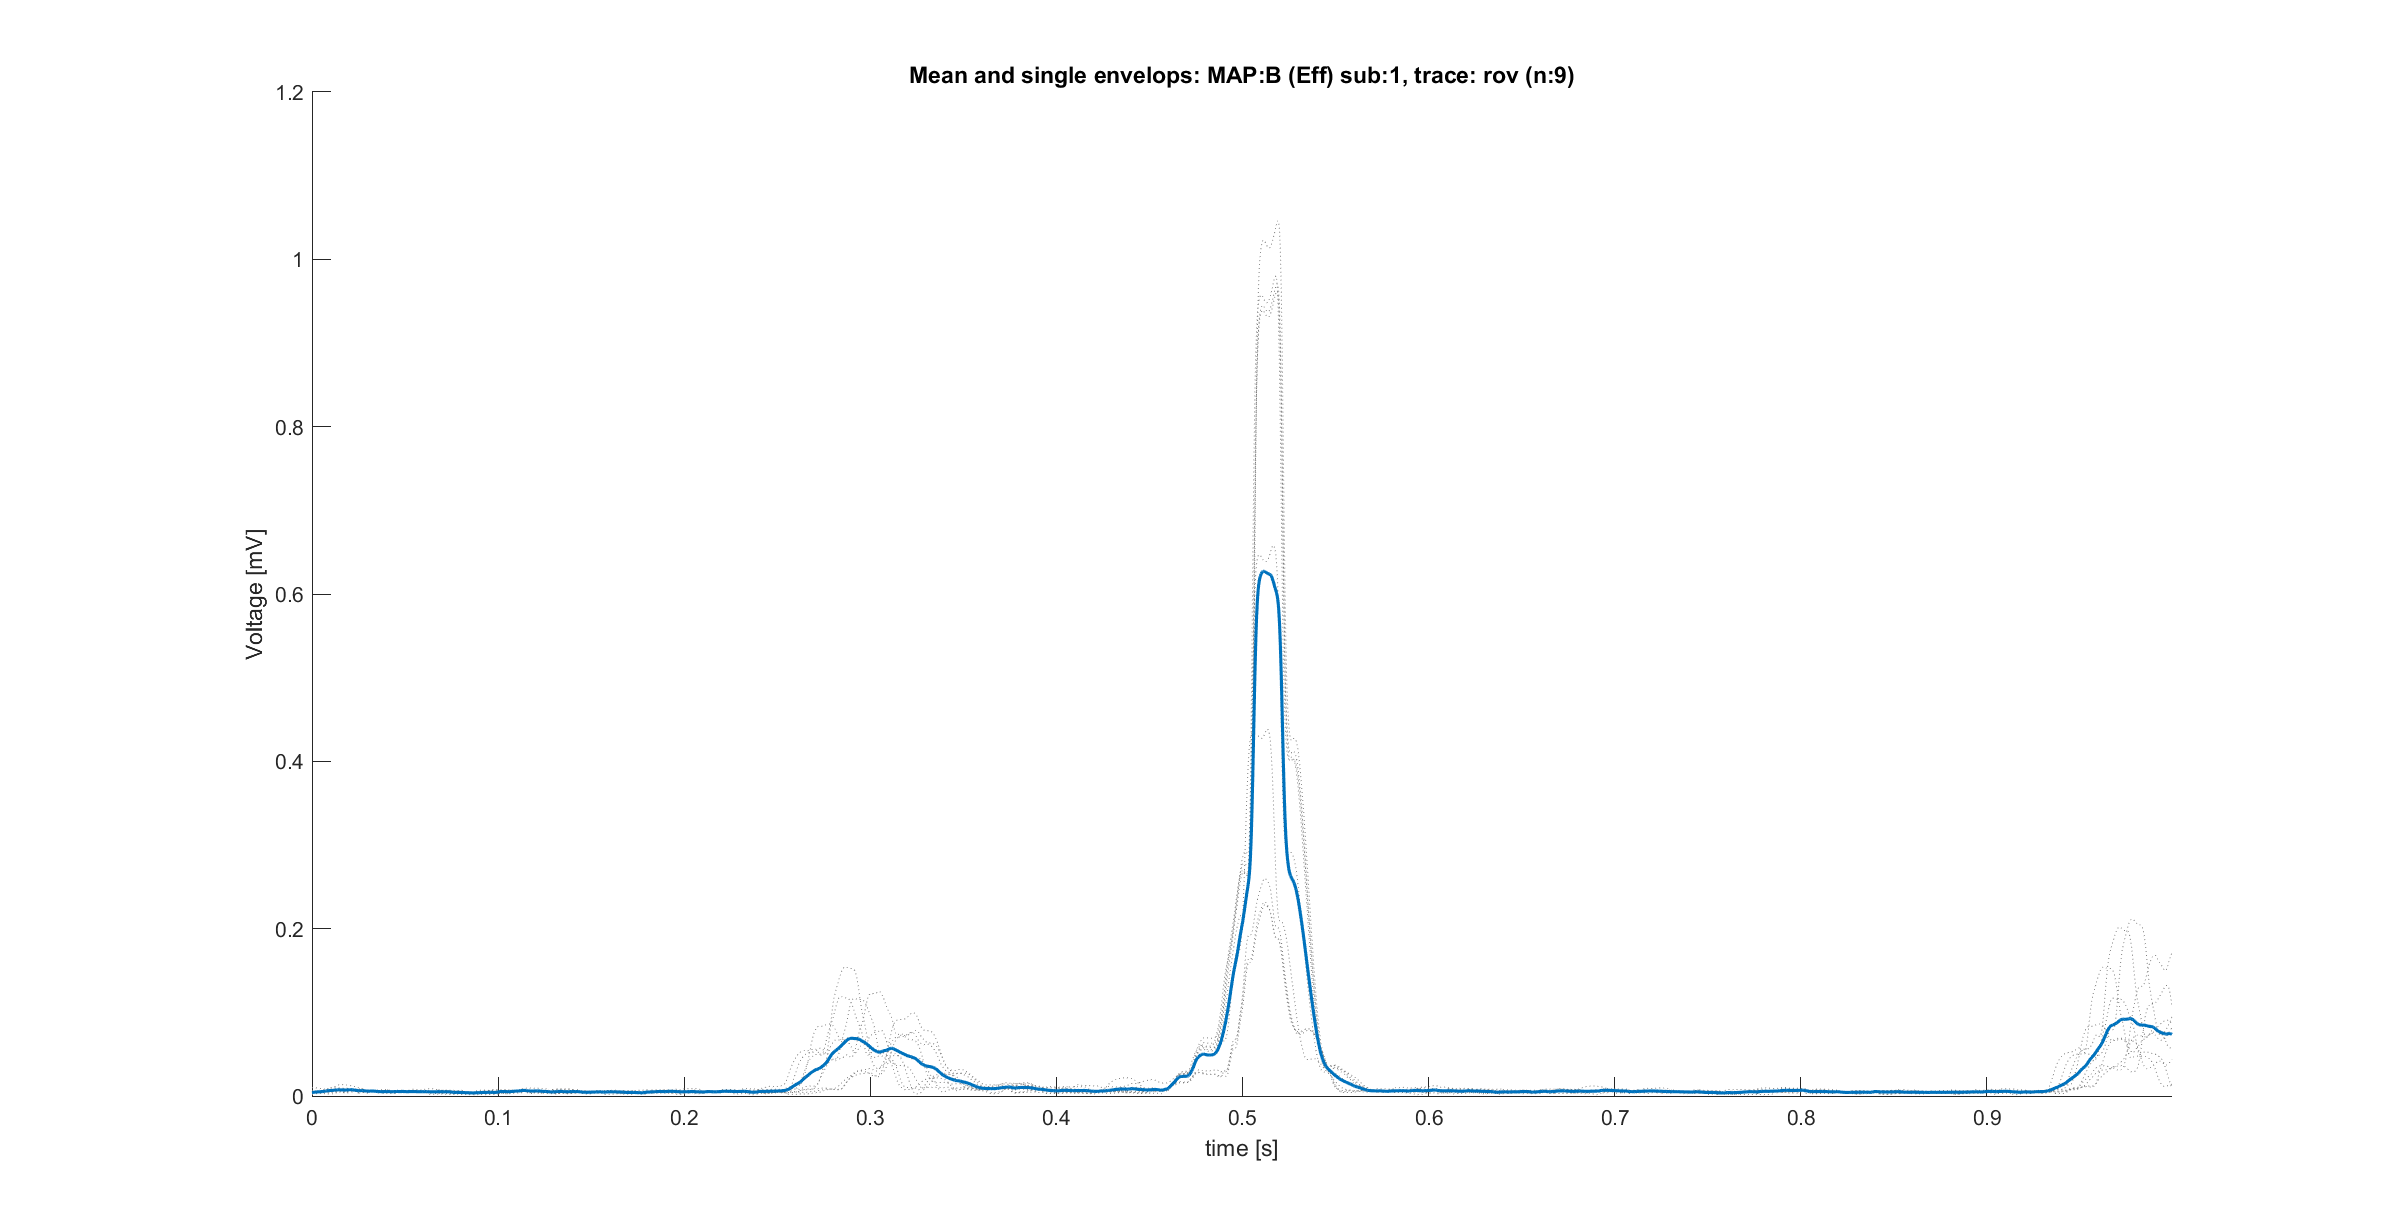 Mean and single envelops: MAP:B (Eff) sub:1, trace: rov (n:9)
1.2
1
0.8
0.6
0.4
0.2
0
Voltage [mV]
0 0.1 0.2 0.3 0.4 0.5 0.6 0.7 0.8 0.9
time [s]